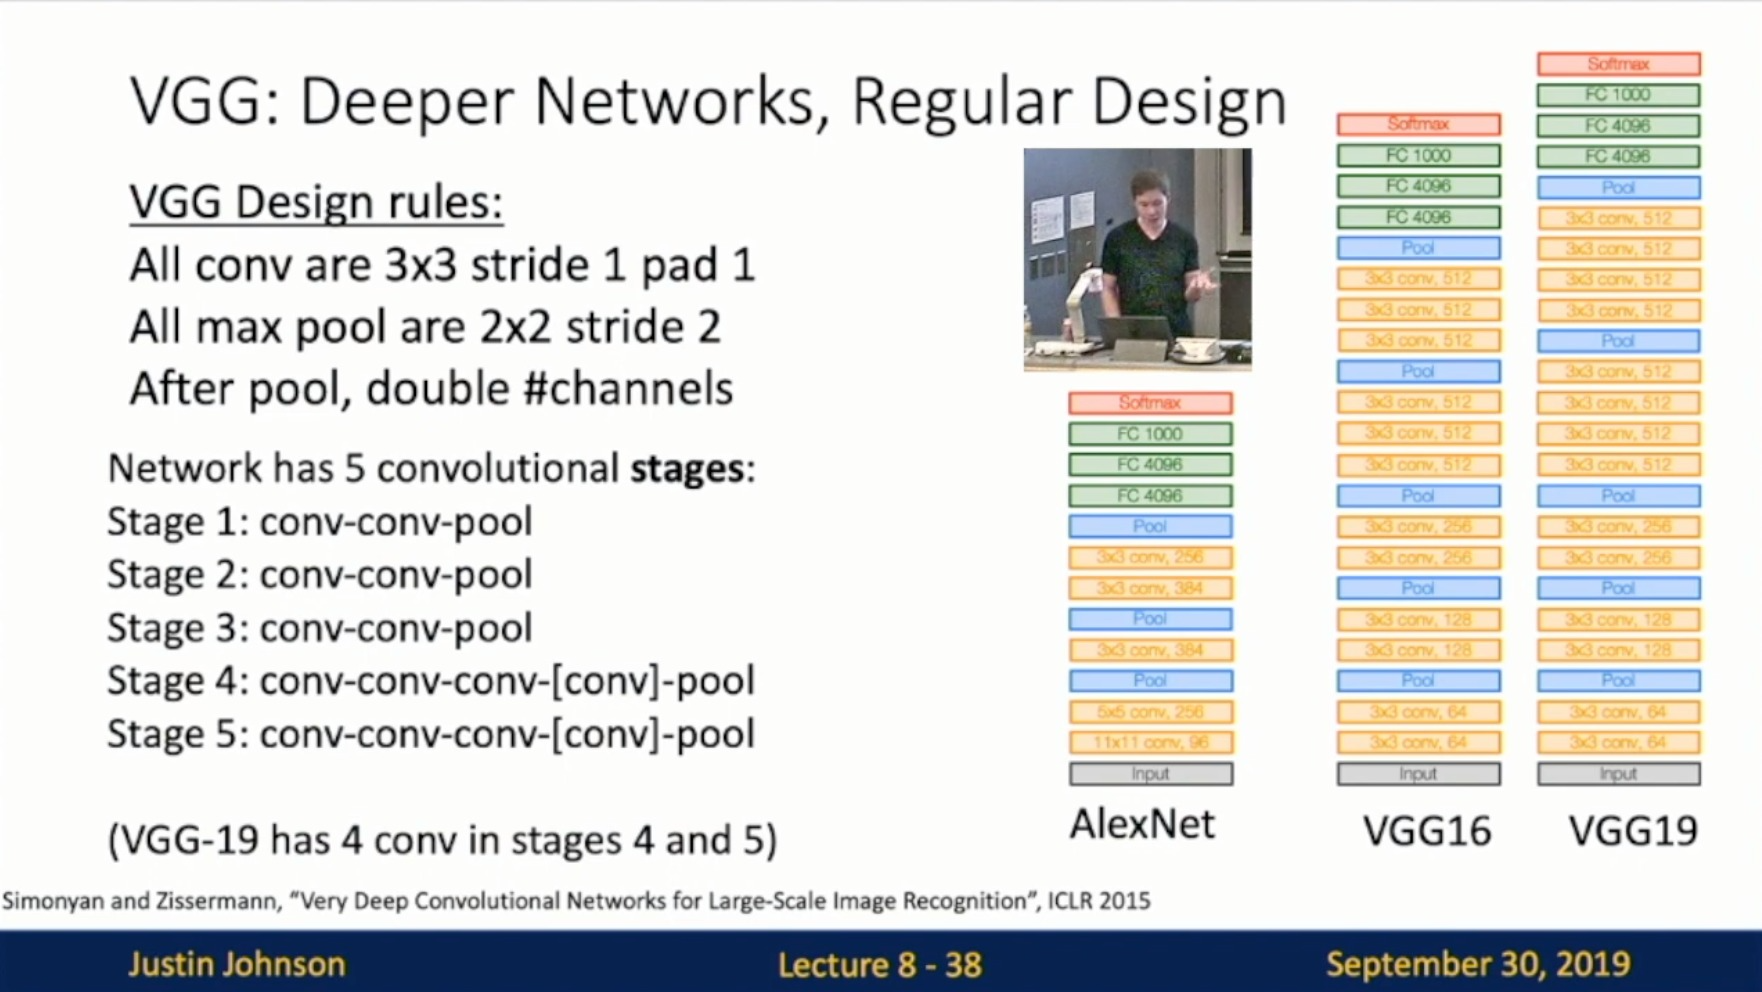 VGG: Deeper Networks, Regular Design
VGG Design rules:
All conv are 3x3 stride 1 pad 1
All max pool are 2x2 stride 2
After pool, double #channels
Network has 5 convolutional stages:
Stage 1: conv-conv-pool
Stage 2: conv-conv-pool
Stage 3: conv-conv-pool
Stage 4: conv-conv-conv-[conv]-pool
Stage 5: conv-conv-conv-[conv]-pool
(VGG-19 has 4 conv in stages 4 and 5)
Softmax
FC 1000
FC 4096
FC 4096
Pool
3x3 conv, 256
3x3 conv, 384
Pool
3x3 conv, 384
Pool
5x5 conv, 256
11x11 conv, 96
Input
AlexNet
Softmax
FC 1000
FC 4096
FC 4096
Pool
3x3 conv, 512
3x3 conv, 512
3x3 conv, 512
Pool
3x3 conv, 512
3x3 conv, 512
3x3 conv, 512
Pool
3x3 conv, 256
3x3 conv, 256
Pool
3x3 conv, 128
3x3 conv, 128
Pool
3x3 conv, 64
3x3 conv, 64
Input
VGG16
Softmax
FC 1000
FC 4096
FC 4096
Pool
3x3 conv, 512
3x3 conv, 512
3x3 conv, 512
3x3 conv, 512
Pool
3x3 conv, 512
3x3 conv, 512
3x3 conv, 512
3x3 conv, 512
Pool
3x3 conv, 256
3x3 conv, 256
Pool
3x3 conv, 128
3x3 conv, 128
Pool
3x3 conv, 64
3x3 conv, 64
Input
VGG19
Simonyan and Zissermann, “Very Deep Convolutional Networks for Large-Scale Image Recognition”, ICLR 2015
Justin Johnson
Lecture 8 - 38
September 30, 2019